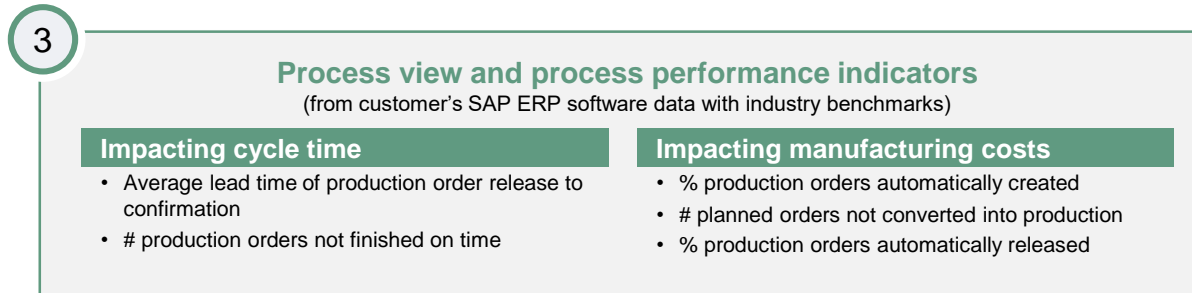 3
Process view and process performance indicators
(from customer’s SAP ERP software data with industry benchmarks)
Impacting cycle time
• Average lead time of production order release to
confirmation
• # production orders not finished on time
Impacting manufacturing costs
• % production orders automatically created
• # planned orders not converted into production
• % production orders automatically released